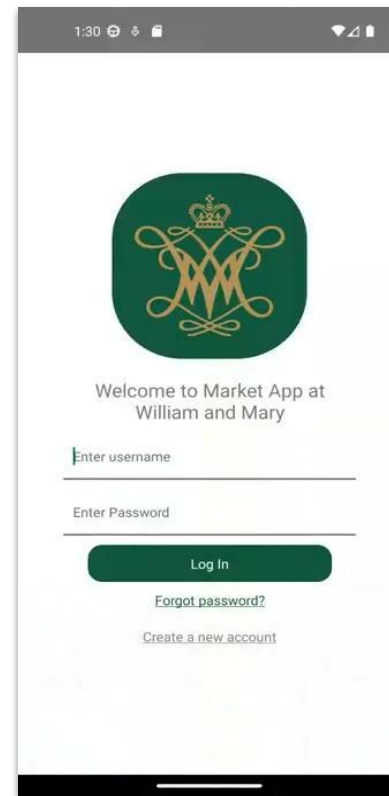 1:30
Welcome to Market App at
William and Mary
Enter username
Enter Password
Log In
Forgot password?
Create a new account